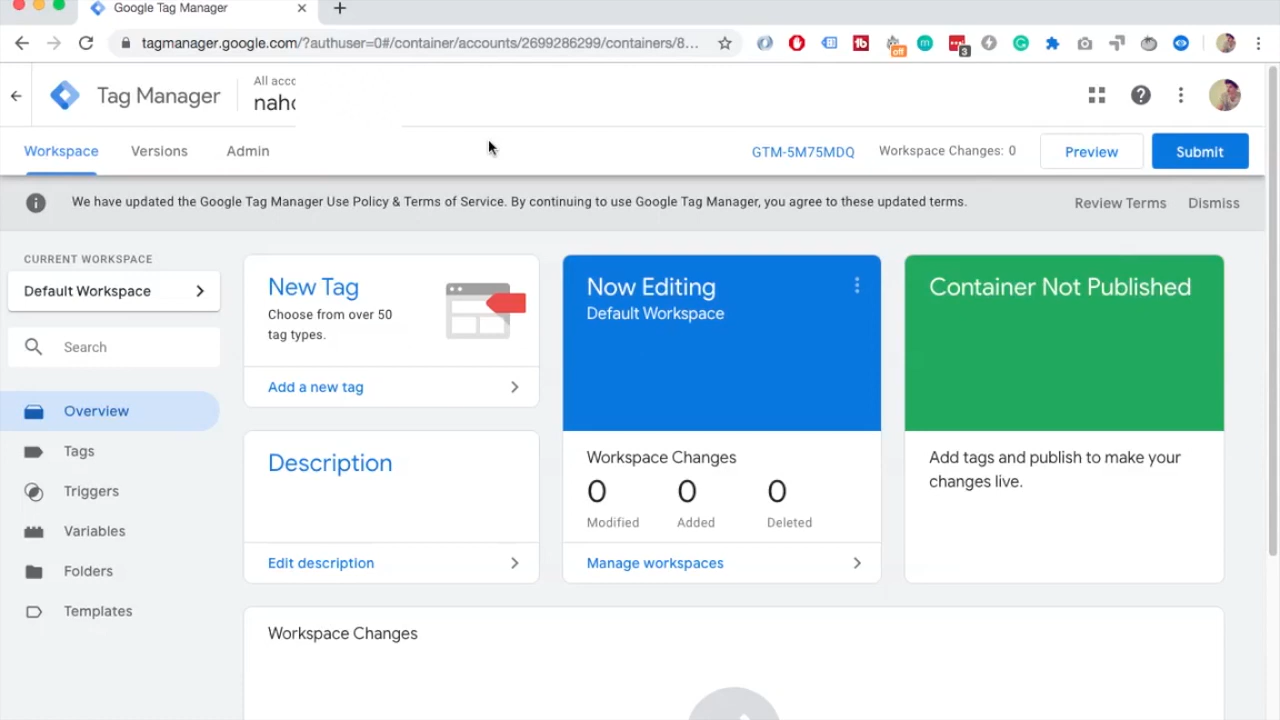 Google Tag Manager
tagmanager.google.com/?authuser=0#/container/accounts/2699286299/containers/8...
off
3
Tag Manager
All acco
naho
Workspace
Versions
Admin
GTM-5M75MDQ
Workspace Changes: 0
Preview
Submit
We have updated the Google Tag Manager Use Policy & Terms of Service. By continuing to use Google Tag Manager, you agree to these updated terms.
Review Terms
Dismiss
CURRENT WORKSPACE
Default Workspace
Search
Overview
Tags
Triggers
Variables
Folders
Templates
New Tag
Choose from over 50
tag types.
Add a new tag
Description
Edit description
Now Editing
Default Workspace
Workspace Changes
0 0 0
Modified Added Deleted
Manage workspaces
Container Not Published
Add tags and publish to make your
changes live.
Workspace Changes